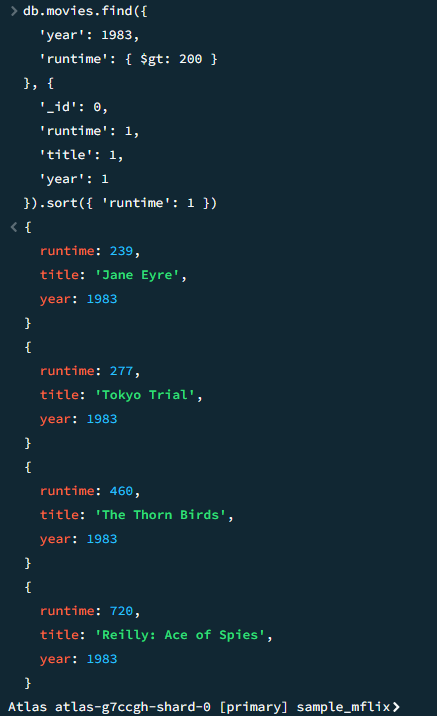 > db.movies.find({
'year': 1983,
'runtime': { $gt: 200 }
}, {
'_id': 0,
'runtime': 1,
'title': 1,
'year': 1
}).sort({ 'runtime': 1 })
< {
runtime: 239,
title: 'Jane Eyre',
year: 1983
}
{
runtime: 277,
title: 'Tokyo Trial',
year: 1983
}
{
runtime: 460,
title: 'The Thorn Birds',
year: 1983
}
{
runtime: 720,
title: 'Reilly: Ace of Spies',
year: 1983
}
Atlas atlas-g7ccgh-shard-0 [primary] sample_mflix>